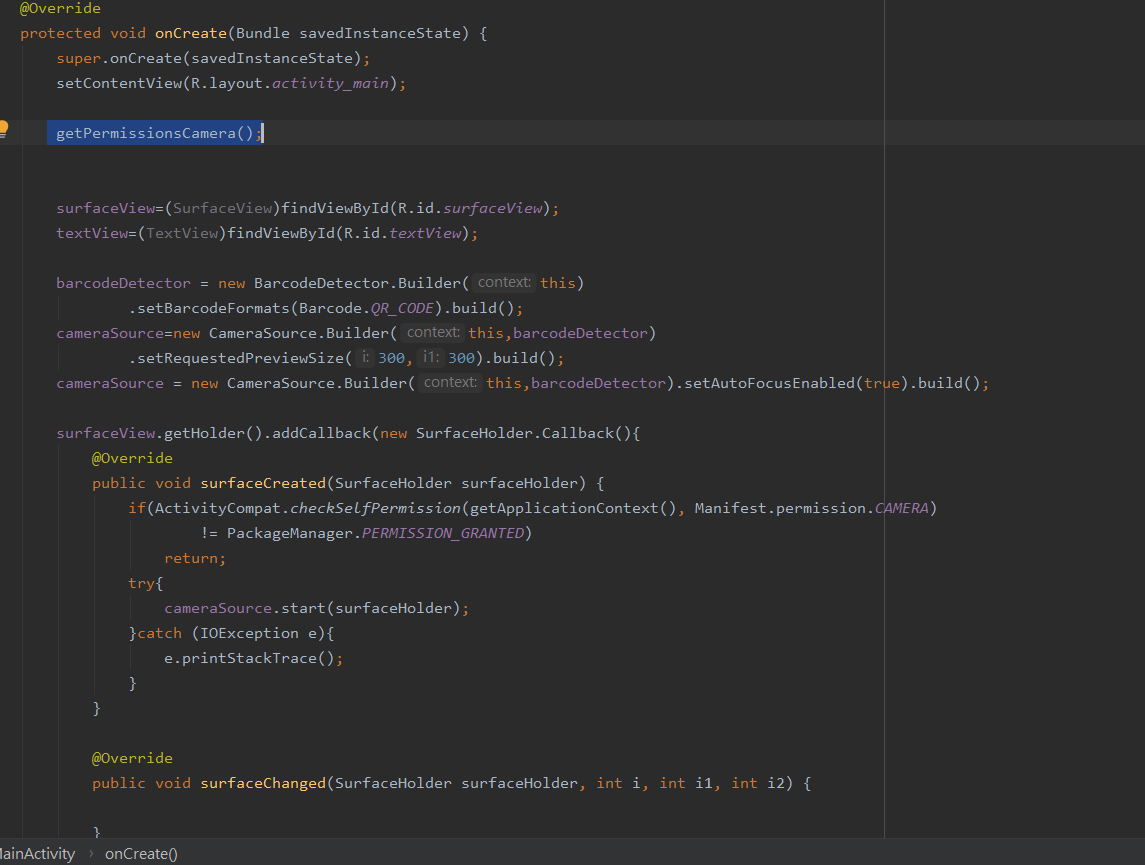 @Override
protected void onCreate(Bundle savedInstanceState) {
super.onCreate(savedInstanceState);
setContentView(R.layout.activity_main);
getPermissionsCamera();
surfaceView=(SurfaceView)findViewById(R.id.surfaceView);
textView=(TextView)findViewById(R.id.textView);
barcodeDetector = new BarcodeDetector.Builder( context: this)
.setBarcodeFormats(Barcode.QR_CODE).build();
cameraSource=new CameraSource.Builder( context: this,barcodeDetector)
.setRequestedPreviewSize( i: 300, i1: 300).build();
cameraSource = new CameraSource.Builder( context: this,barcodeDetector).setAutoFocusEnabled(true).build();
surfaceView.getHolder().addCallback(new SurfaceHolder.Callback(){
@Override
public void surfaceCreated(SurfaceHolder surfaceHolder) {
if(ActivityCompat.checkSelfPermission(getApplicationContext(), Manifest.permission.CAMERA)
!= PackageManager.PERMISSION_GRANTED)
return;
try{
cameraSource.start(surfaceHolder);
}catch (IOException e){
e.printStackTrace();
}
}
@Override
public void surfaceChanged(SurfaceHolder surfaceHolder, int i, int i1, int i2) {
}
MainActivity › onCreate()